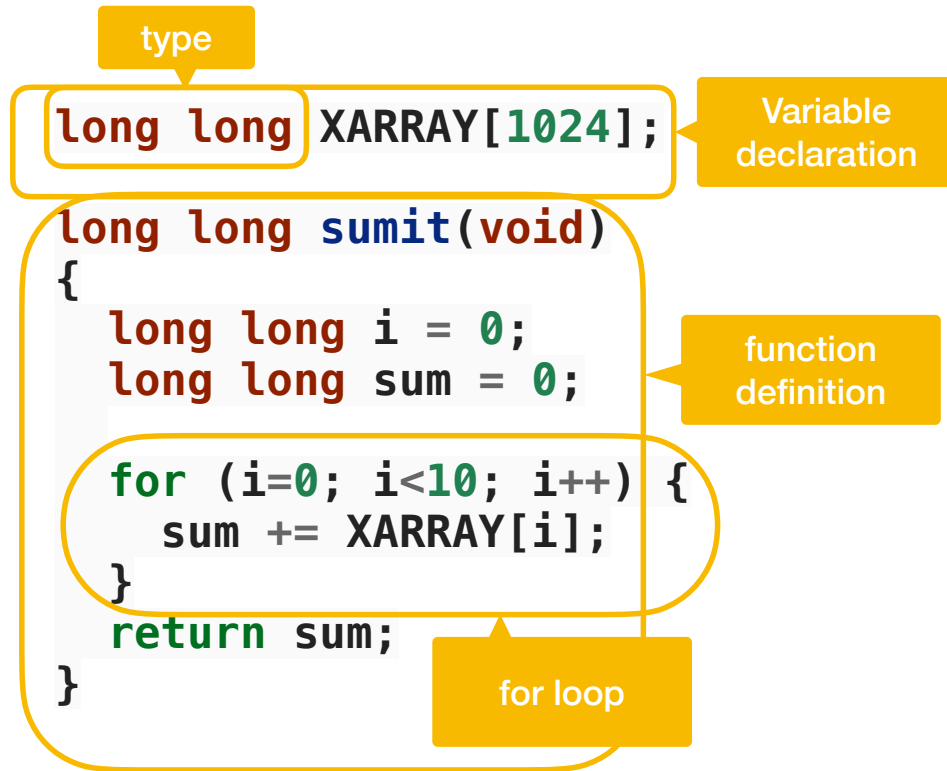 type
long long XARRAY[1024];
Variable
declaration
long long sumit(void)
{
long long i = 0;
long long sum = 0;
function
definition
for (i=0; i<10; i++) {
sum += XARRAY[i];
}
return sum;
}
for loop